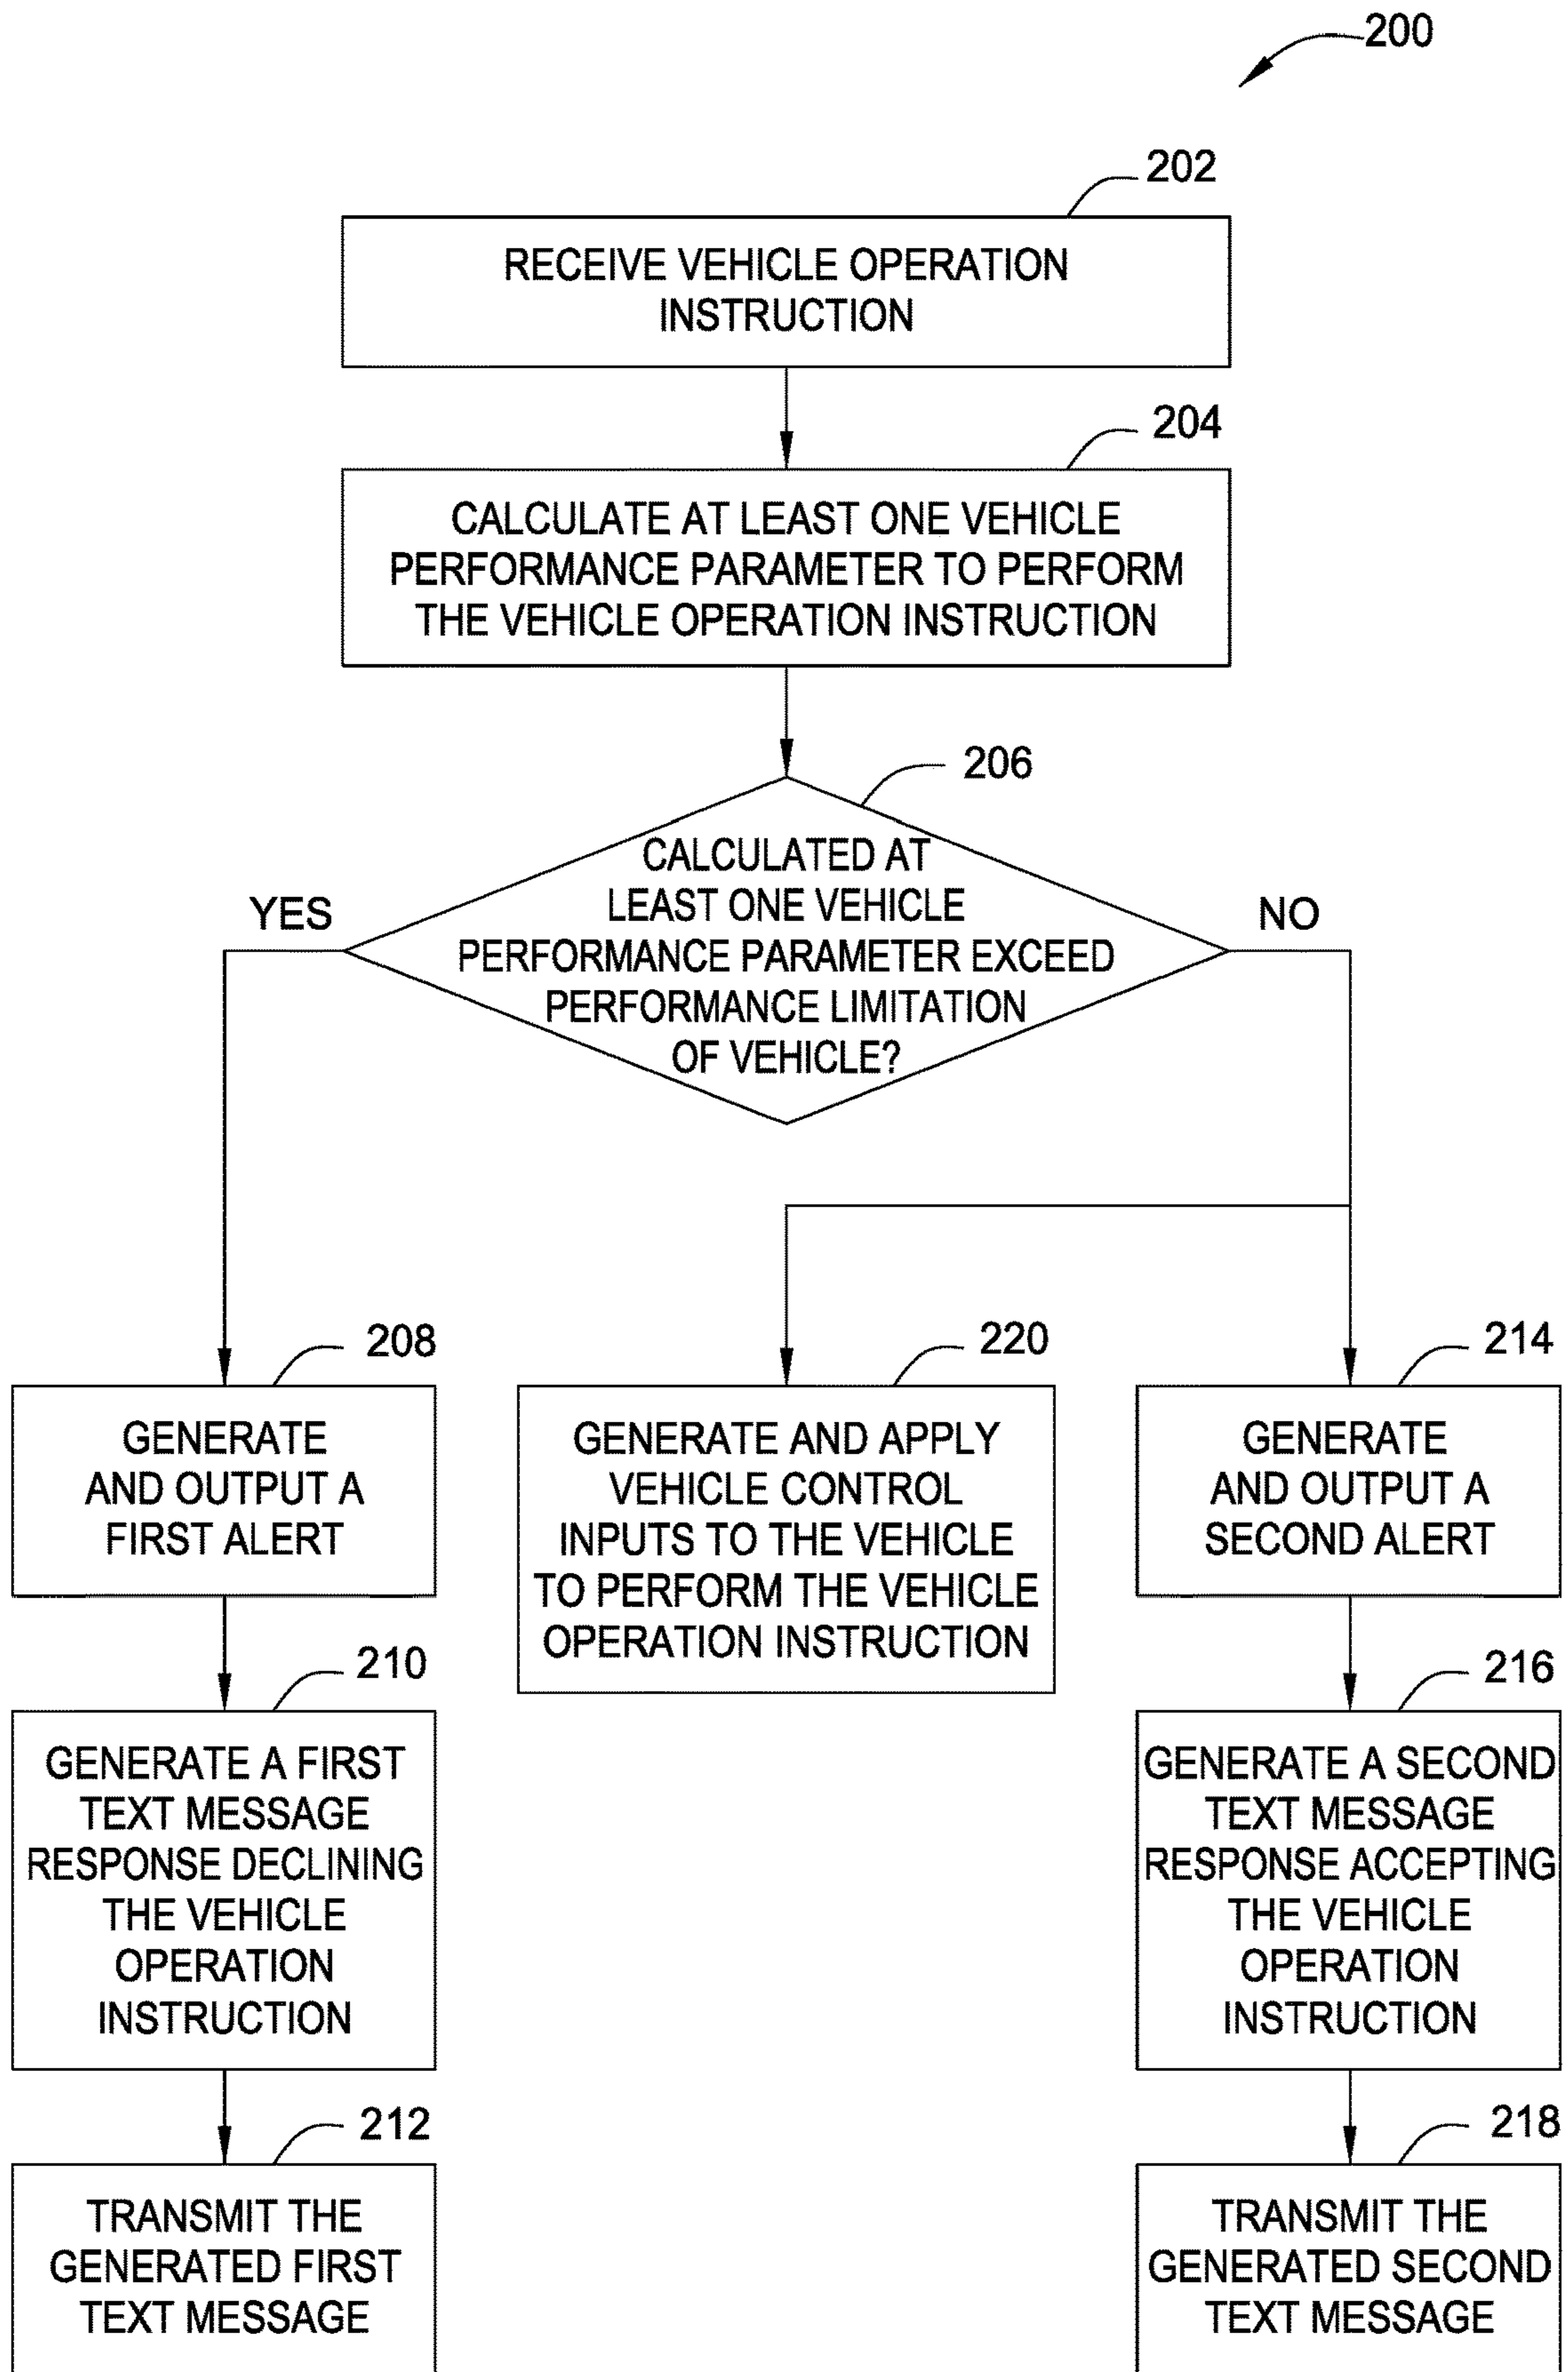 200
202
RECEIVE VEHICLE OPERATION
INSTRUCTION
204
CALCULATE AT LEAST ONE VEHICLE
PERFORMANCE PARAMETER TO PERFORM
THE VEHICLE OPERATION INSTRUCTION
206
CALCULATED AT
LEAST ONE VEHICLE
PERFORMANCE PARAMETER EXCEED
PERFORMANCE LIMITATION
OF VEHICLE?
YES
NO
208
GENERATE
AND OUTPUT A
FIRST ALERT
220
GENERATE AND APPLY
VEHICLE CONTROL
INPUTS TO THE VEHICLE
TO PERFORM THE VEHICLE
OPERATION INSTRUCTION
214
GENERATE
AND OUTPUT A
SECOND ALERT
210
GENERATE A FIRST
TEXT MESSAGE
RESPONSE DECLINING
THE VEHICLE
OPERATION
INSTRUCTION
216
GENERATE A SECOND
TEXT MESSAGE
RESPONSE ACCEPTING
THE VEHICLE
OPERATION
INSTRUCTION
212
TRANSMIT THE
GENERATED FIRST
TEXT MESSAGE
218
TRANSMIT THE
GENERATED SECOND
TEXT MESSAGE